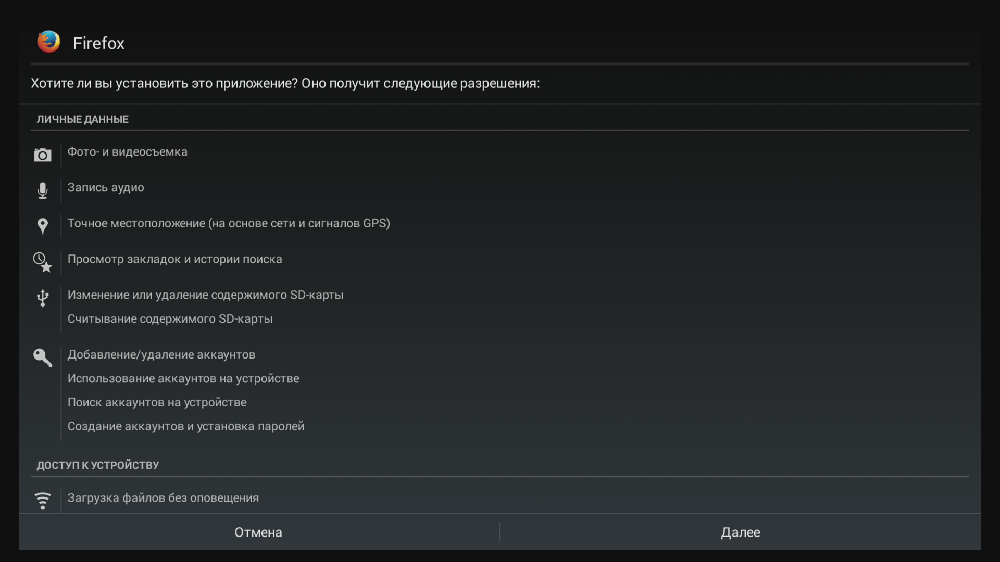 Firefox
Хотите ли вы установить это приложение? Оно получит следующие разрешения:
ЛИЧНЫЕ ДАННЫЕ
Фото- и видеосъемка
Запись аудио
Точное местоположение (на основе сети и сигналов GPS)
Просмотр закладок и истории поиска
Изменение или удаление содержимого SD-карты
Считывание содержимого SD-карты
Добавление/удаление аккаунтов
Использование аккаунтов на устройстве
Поиск аккаунтов на устройстве
Создание аккаунтов и установка паролей
ДОСТУП К УСТРОЙСТВУ
Загрузка файлов без оповещения
Отмена
Далее